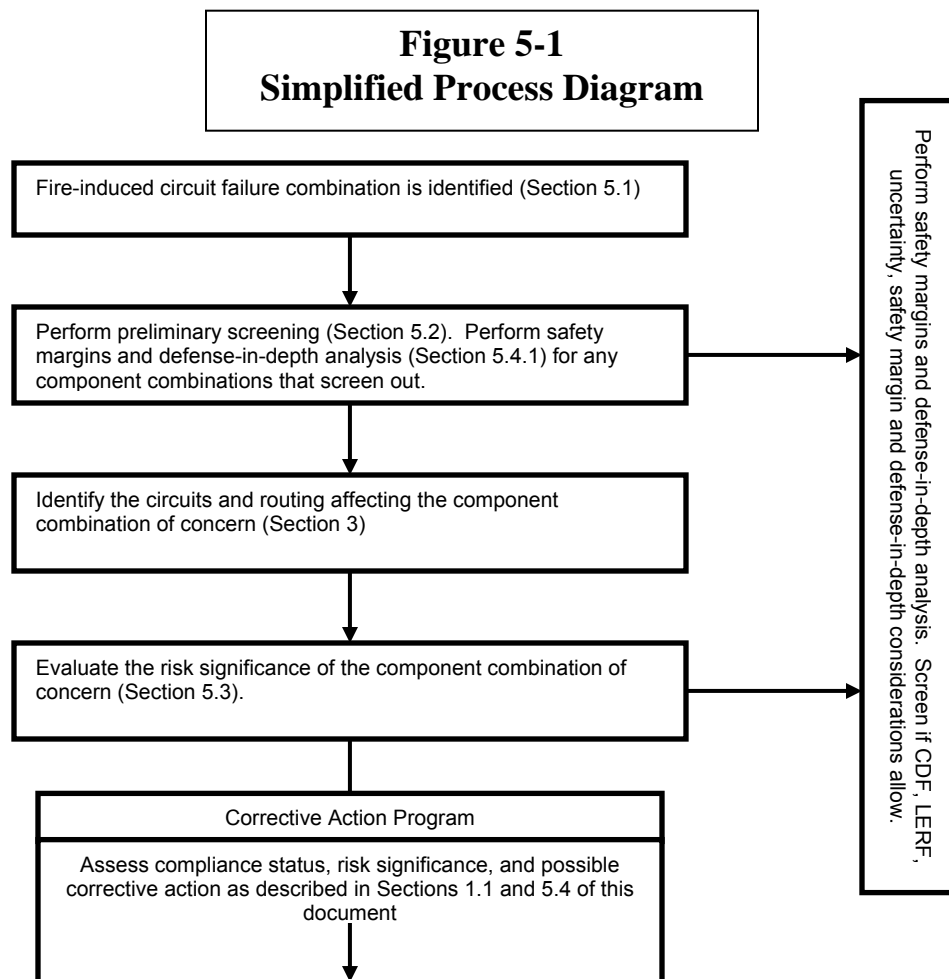 Figure 5-1
Simplified Process Diagram
Fire-induced circuit failure combination is identified (Section 5.1)
Perform preliminary screening (Section 5.2).  Perform safety
margins and defense-in-depth analysis (Section 5.4.1) for any
component combinations that screen out.
Identify the circuits and routing affecting the component
combination of concern (Section 3)
Evaluate the risk significance of the component combination of
concern (Section 5.3).
Corrective Action Program
Assess compliance status, risk significance, and possible
corrective action as described in Sections 1.1 and 5.4 of this
document
Perform safety margins and defense-in-depth analysis.  Screen if CDF, LERF,
uncertainty, safety margin and defense-in-depth considerations allow.